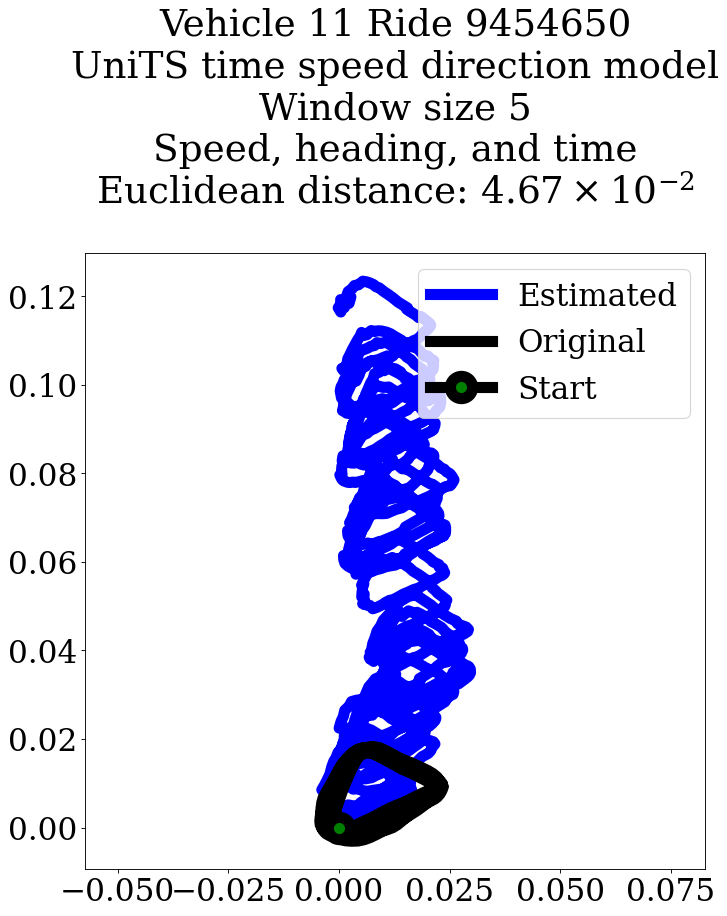 Vehicle 11 Ride 9454650
UniTS time speed direction model
Window size 5
Speed, heading, and time
Euclidean distance: 4.67 × 10⁻²
Estimated
Original
Start
0.12
0.10
0.08
0.06
0.04
0.02
0.00
−0.050 −0.025 0.000 0.025 0.050 0.075